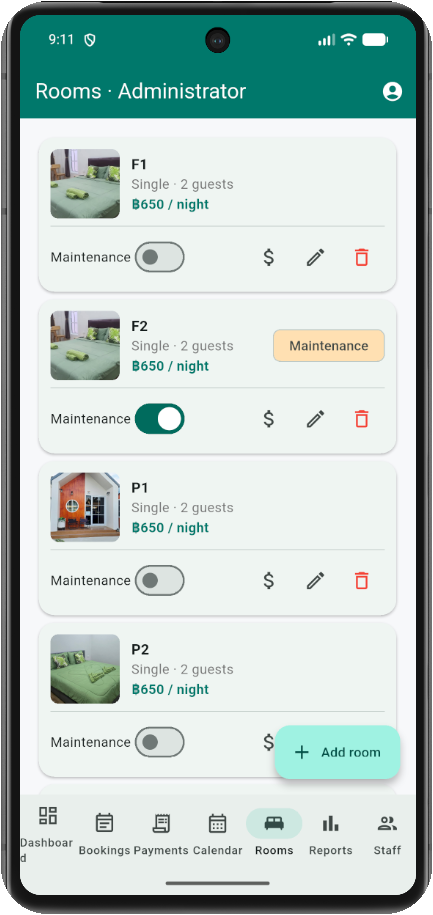 9:11
Rooms · Administrator
F1
Single · 2 guests
฿650 / night
Maintenance
$
F2
Single · 2 guests
฿650 / night
Maintenance
Maintenance
$
P1
Single · 2 guests
฿650 / night
Maintenance
$
P2
Single · 2 guests
฿650 / night
Maintenance
$
+ Add room
Dashboar
d
Bookings
Payments
Calendar
Rooms
Reports
Staff